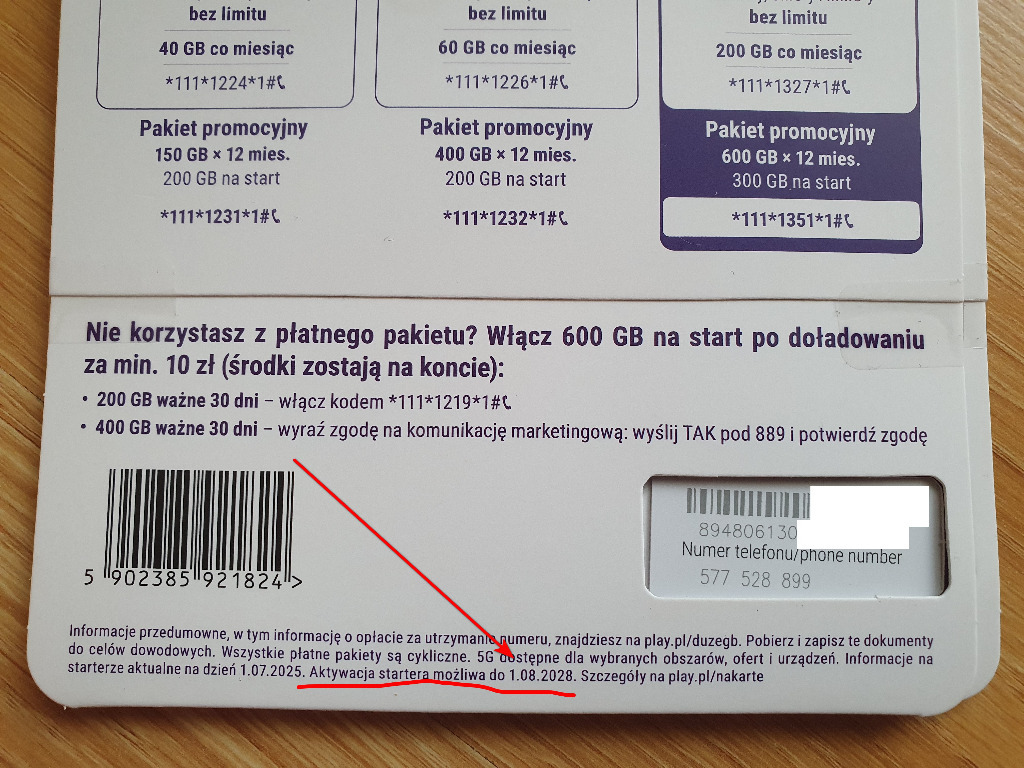 bez limitu
40 GB co miesiąc
*111*1224*1#
Pakiet promocyjny
150 GB × 12 mies.
200 GB na start
*111*1231*1#
bez limitu
60 GB co miesiąc
*111*1226*1#
Pakiet promocyjny
400 GB × 12 mies.
200 GB na start
*111*1232*1#
bez limitu
200 GB co miesiąc
*111*1327*1#
Pakiet promocyjny
600 GB × 12 mies.
300 GB na start
*111*1351*1#
Nie korzystasz z płatnego pakietu? Włącz 600 GB na start po doładowaniu
za min. 10 zł (środki zostają na koncie):
• 200 GB ważne 30 dni – włącz kodem *111*1219*1#
• 400 GB ważne 30 dni – wyraź zgodę na komunikację marketingową: wyślij TAK pod 889 i potwierdź zgodę
5 902385 921824 >
894806130
Numer telefonu/phone number
577 528 899
Informacje przedumowne, w tym informację o opłacie za utrzymanie numeru, znajdziesz na play.pl/duzegb. Pobierz i zapisz te dokumenty
do celów dowodowych. Wszystkie płatne pakiety są cykliczne. 5G dostępne dla wybranych obszarów, ofert i urządzeń. Informacje na
starterze aktualne na dzień 1.07.2025. Aktywacja startera możliwa do 1.08.2028. Szczegóły na play.pl/nakarte